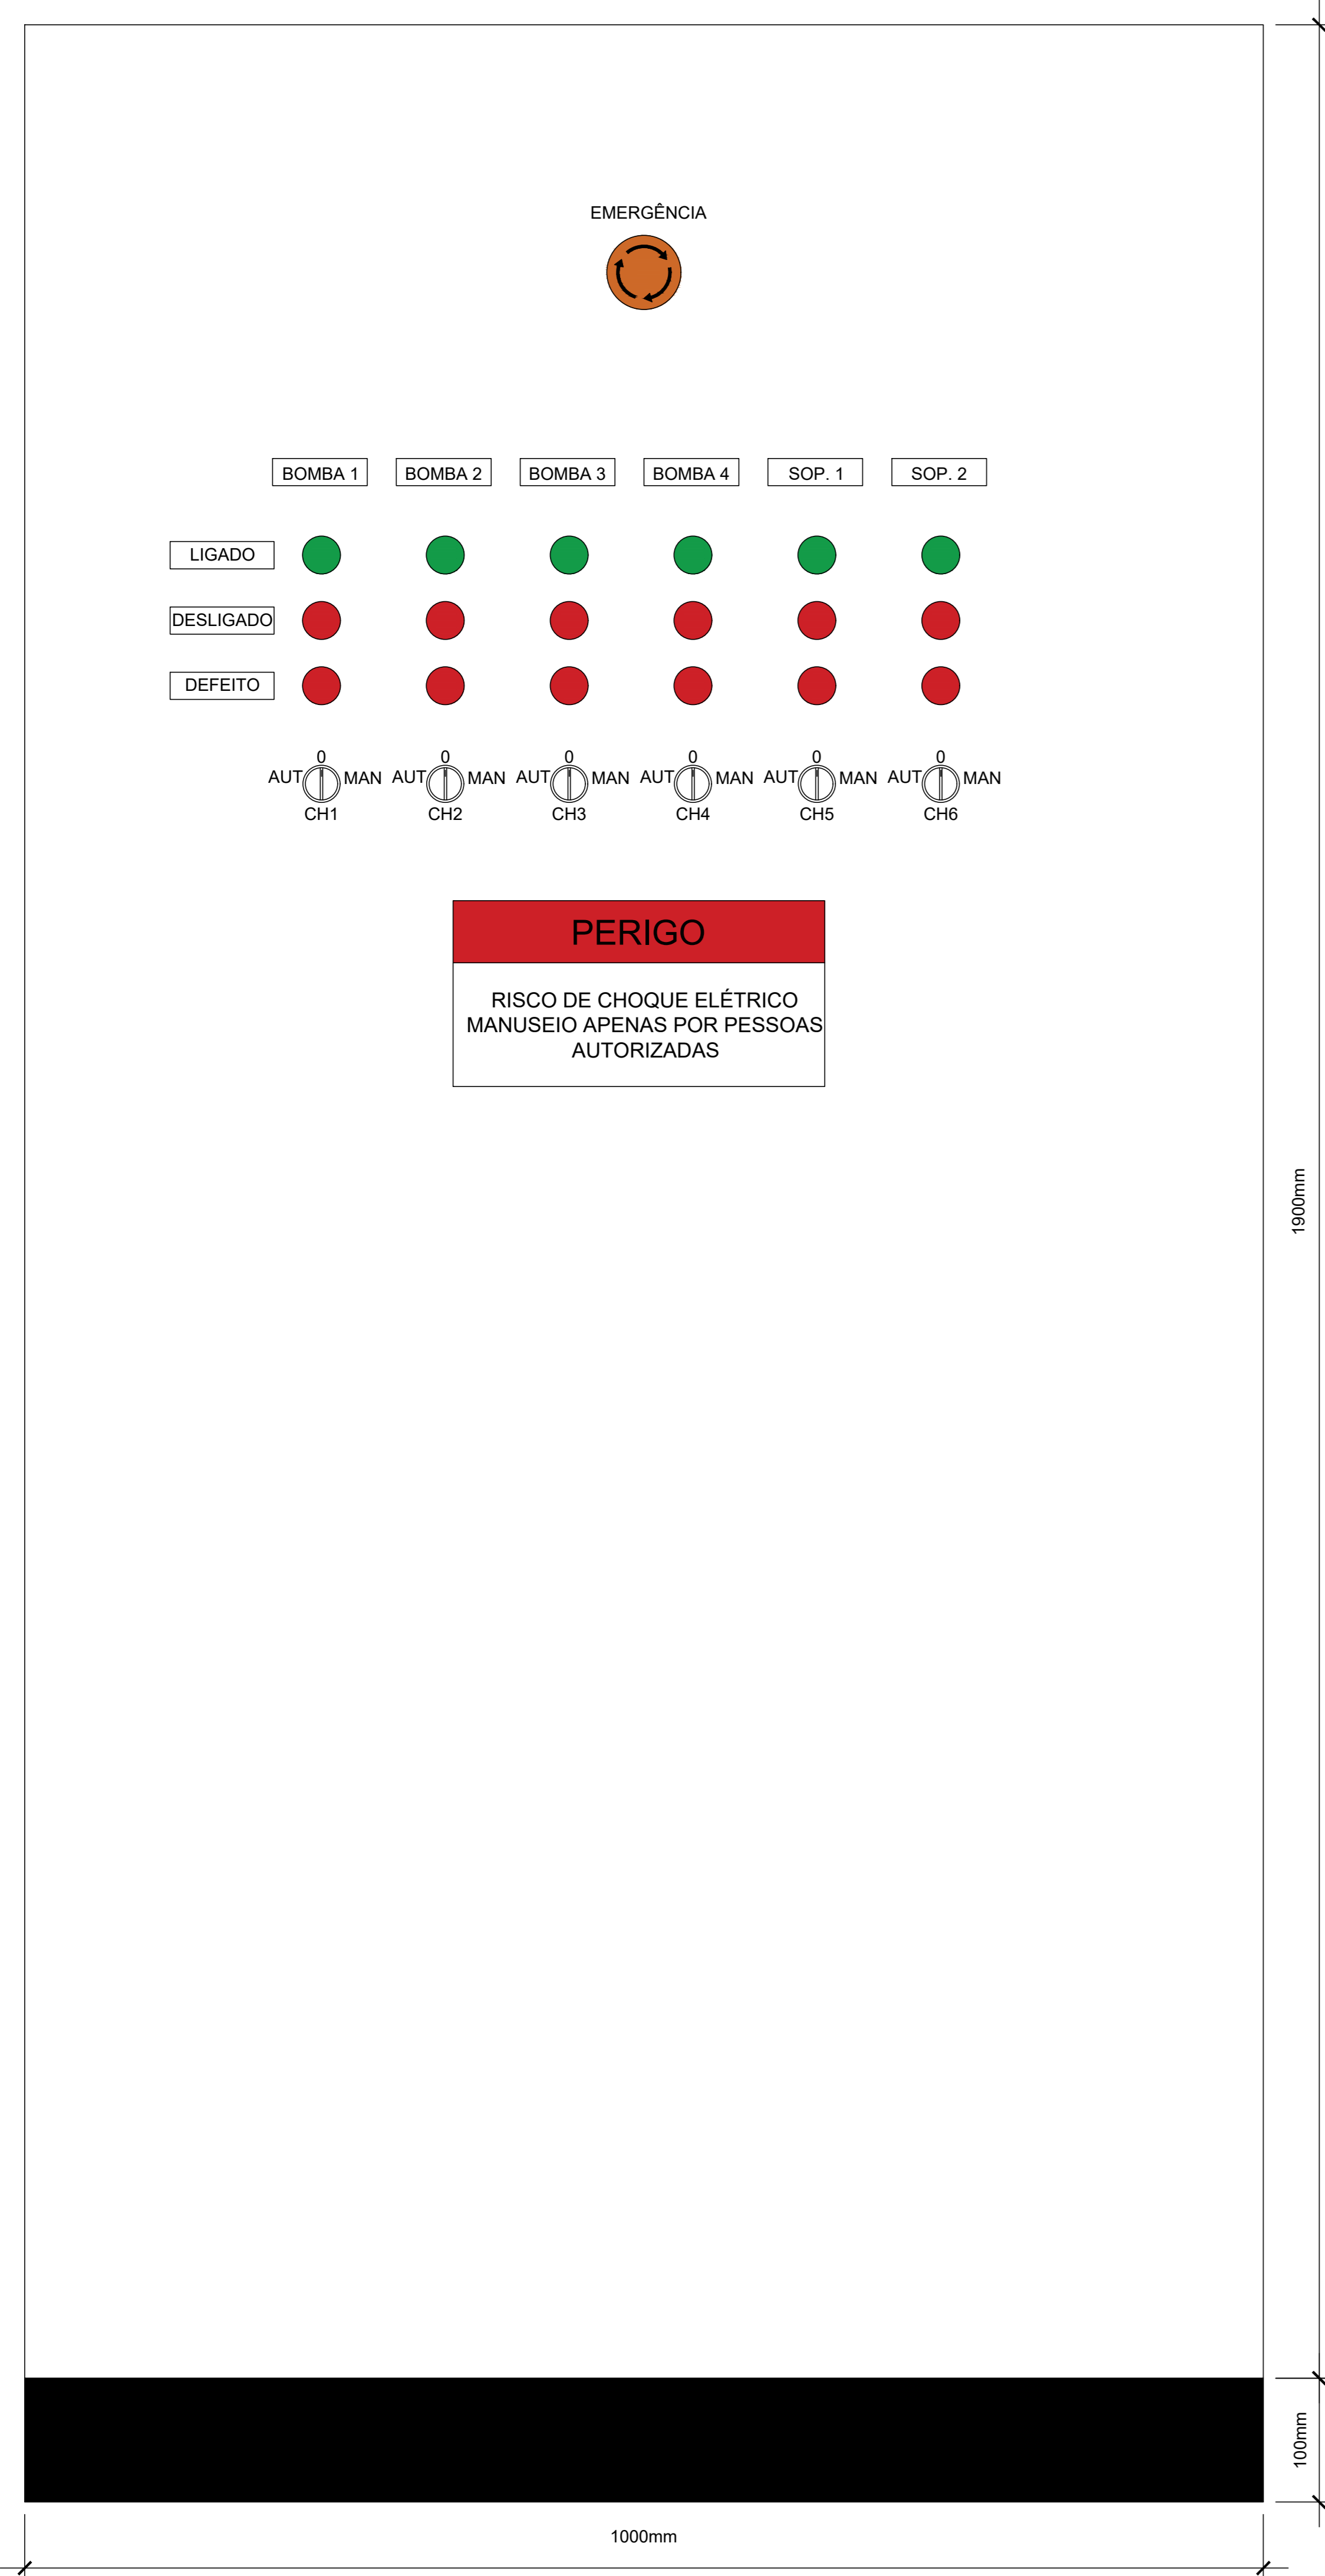 EMERGÊNCIA
BOMBA 1 BOMBA 2 BOMBA 3 BOMBA 4 SOP. 1 SOP. 2
LIGADO
DESLIGADO
DEFEITO
0 0 0 0 0 0
AUT MAN AUT MAN AUT MAN AUT MAN AUT MAN AUT MAN
CH1 CH2 CH3 CH4 CH5 CH6
PERIGO
RISCO DE CHOQUE ELÉTRICO
MANUSEIO APENAS POR PESSOAS
AUTORIZADAS
1900mm
100mm
1000mm